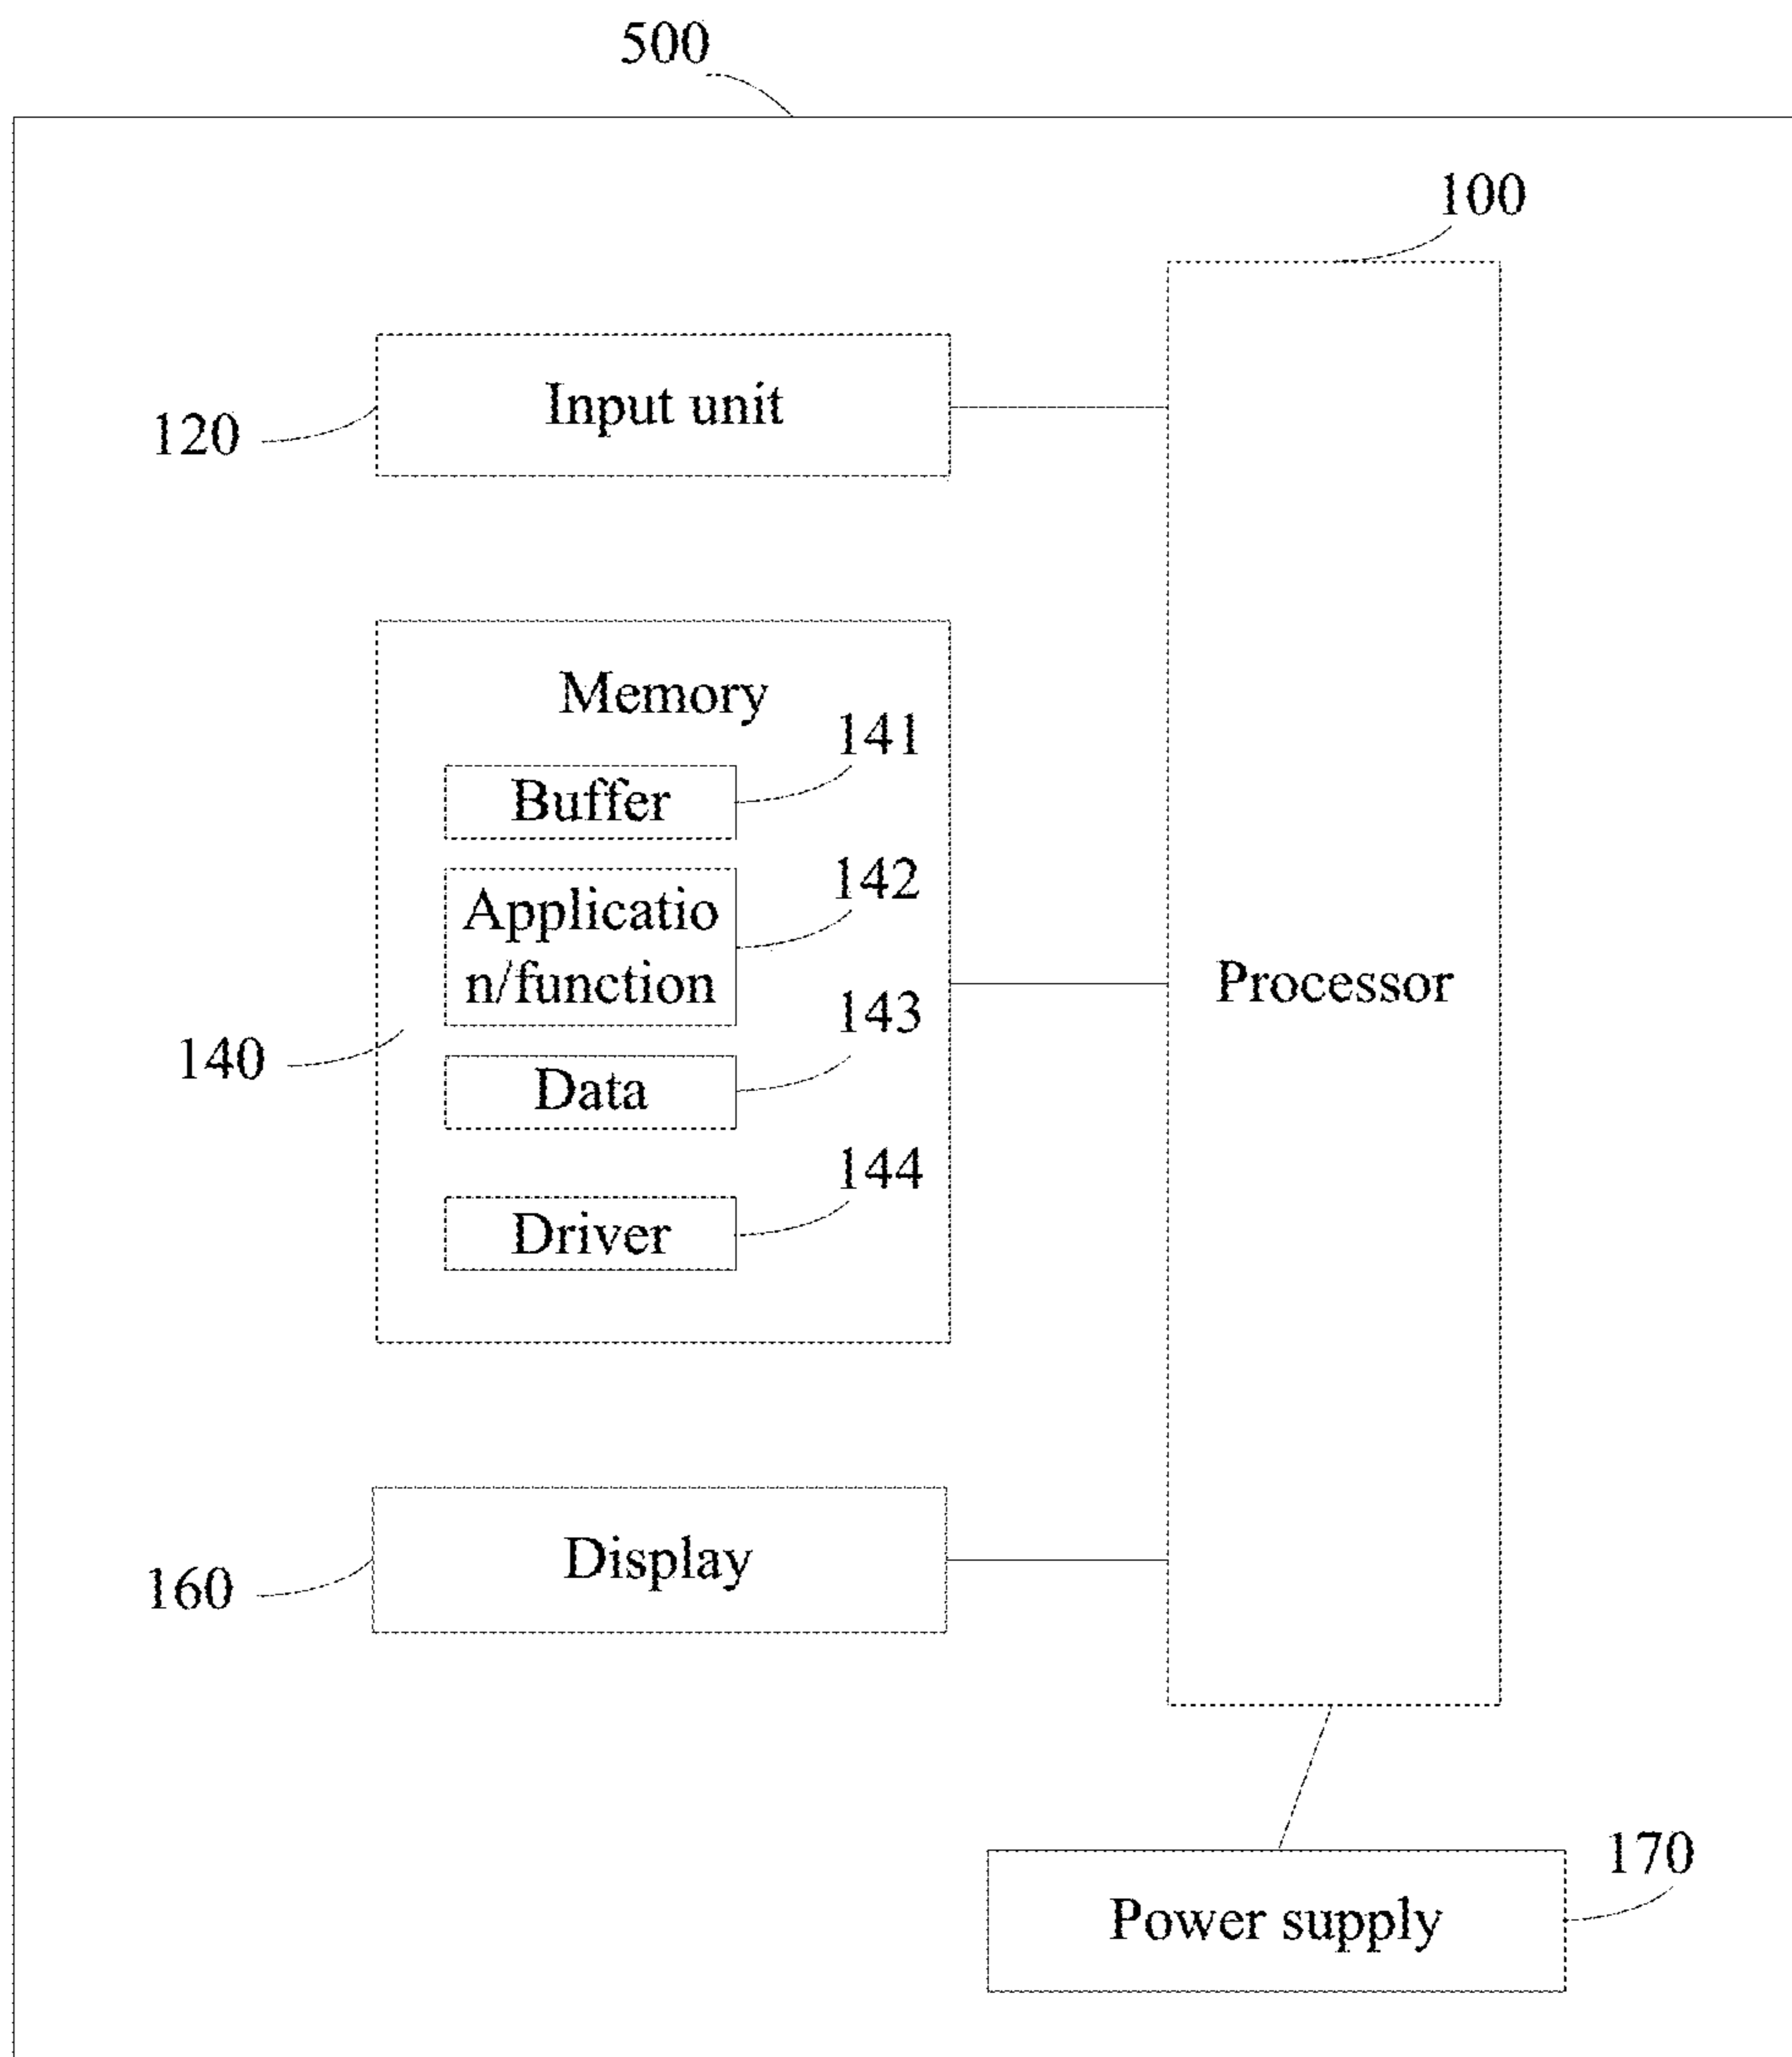 500
100
Input unit
120
Memory
141
Buffer
142
Applicatio
n/function
Processor
143
140
Data
144
Driver
Display
160
170
Power supply